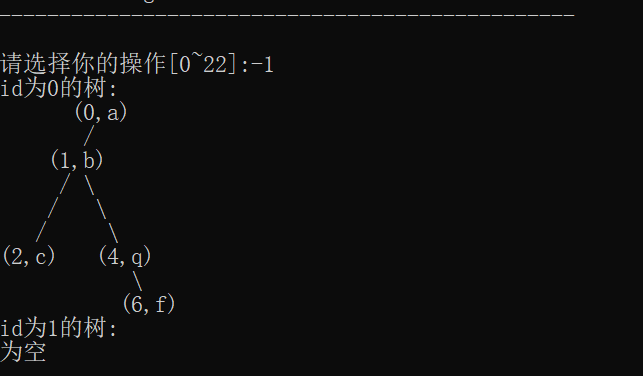 ------------------------------------------------
请选择你的操作[0~22]:-1
id为0的树:
      (0,a)
       /
    (1,b)
     / \
    /   \
   /     \
(2,c)   (4,q)
           \
          (6,f)
id为1的树:
为空